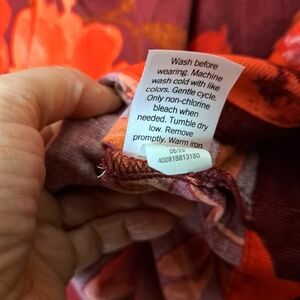 Wash before
wearing. Machine
wash cold with like
colors. Gentle cycle.
Only non-chlorine
bleach when
needed. Tumble dry
low. Remove
promptly. Warm iron
06/22
400818813180